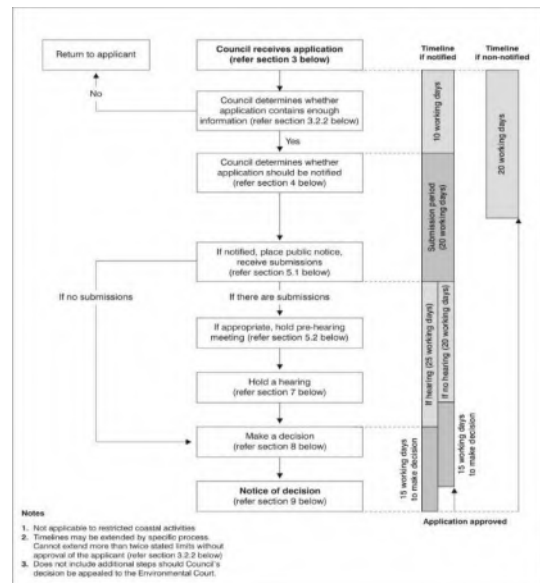 Return to applicant
Council receives application
(refer section 3 below)
Timeline
if notified
Timeline
if non-notified
No
Council determines whether
application contains enough
information (refer section 3.2.2 below)
10 working days
20 working days
Yes
Council determines whether
application should be notified
(refer section 4 below)
Submission period
(20 working days)
If notified, place public notice,
receive submissions
(refer section 5.1 below)
If no submissions
If there are submissions
If appropriate, hold pre-hearing
meeting (refer section 5.2 below)
If hearing (25 working days)
If no hearing (20 working days)
Hold a hearing
(refer section 7 below)
Make a decision
(refer section 8 below)
15 working days
to make decision
15 working days
to make decision
Notice of decision
(refer section 9 below)
Application approved
Notes
1. Not applicable to restricted coastal activities
2. Timelines may be extended by specific process.
Cannot extend more than twice stated limits without
approval of the applicant (refer 3.2.2 below)
3. Does not include additional steps should Council's
decision be appealed to the Environmental Court.